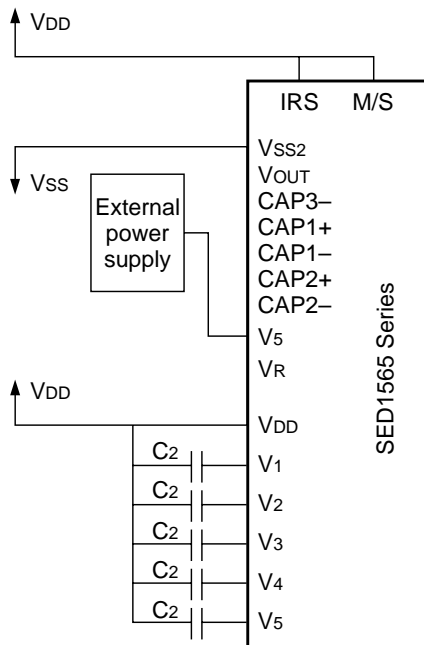 VDD
IRS M/S
VSS2
VSS
VOUT
External
power
supply
CAP3–
CAP1+
CAP1–
CAP2+
CAP2–
V5
VR
SED1565 Series
VDD
VDD
C2 V1
C2 V2
C2 V3
C2 V4
C2 V5